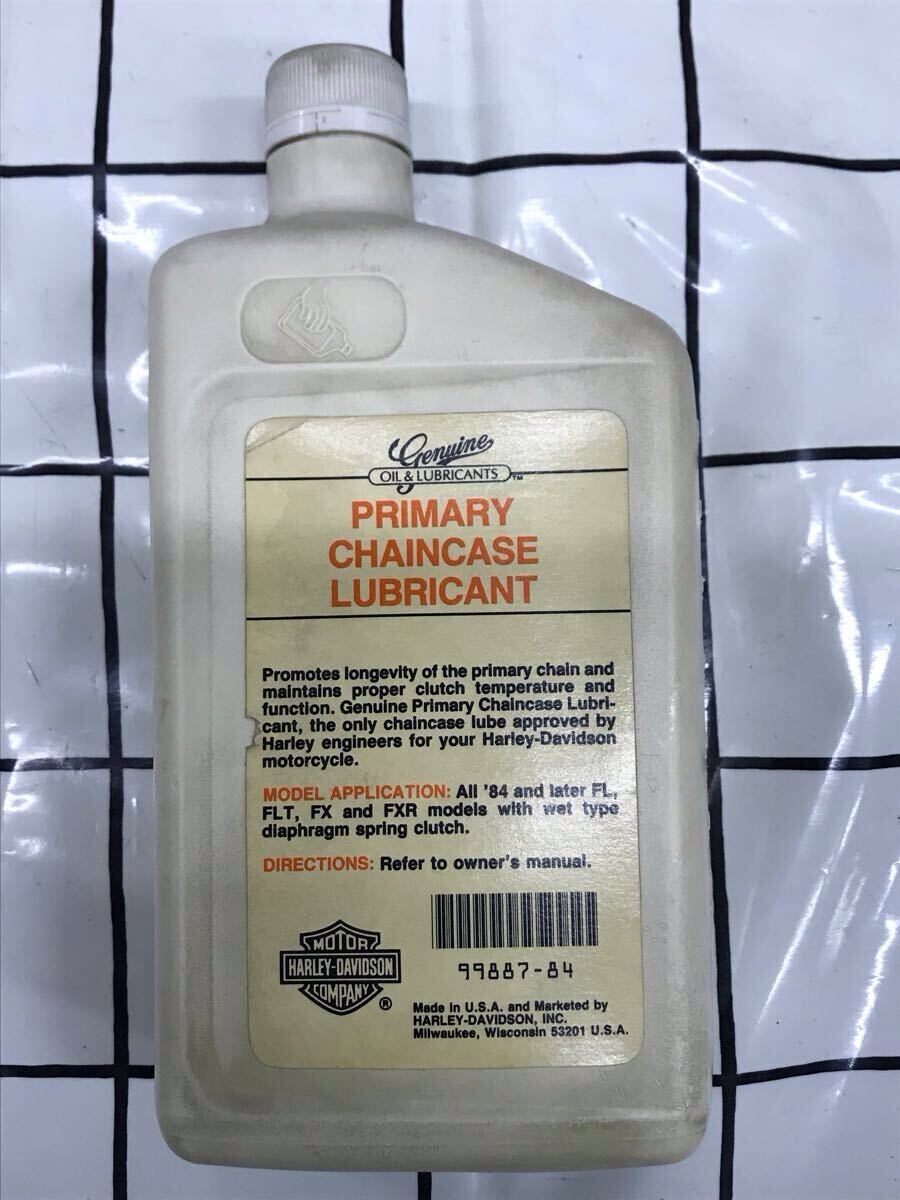 Genuine
OIL & LUBRICANTS™
PRIMARY
CHAINCASE
LUBRICANT
Promotes longevity of the primary chain and
maintains proper clutch temperature and
function. Genuine Primary Chaincase Lubri-
cant, the only chaincase lube approved by
Harley engineers for your Harley-Davidson
motorcycle.
MODEL APPLICATION: All '84 and later FL,
FLT, FX and FXR models with wet type
diaphragm spring clutch.
DIRECTIONS: Refer to owner's manual.
99887-84
MOTOR
HARLEY-DAVIDSON
COMPANY
®
Made in U.S.A. and Marketed by
HARLEY-DAVIDSON, INC.
Milwaukee, Wisconsin 53201 U.S.A.